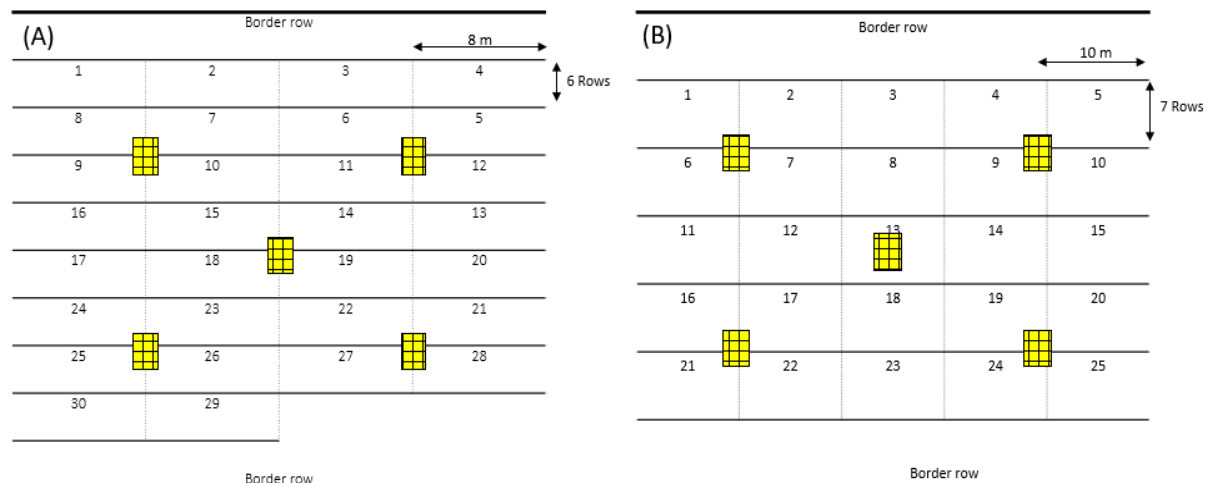 (A)
Border row
8 m
1 2 3 4
6 Rows
8 7 6 5
9 10 11 12
16 15 14 13
17 18 19 20
24 23 22 21
25 26 27 28
30 29
Border row
(B)
Border row
10 m
1 2 3 4 5
7 Rows
6 7 8 9 10
11 12 13 14 15
16 17 18 19 20
21 22 23 24 25
Border row